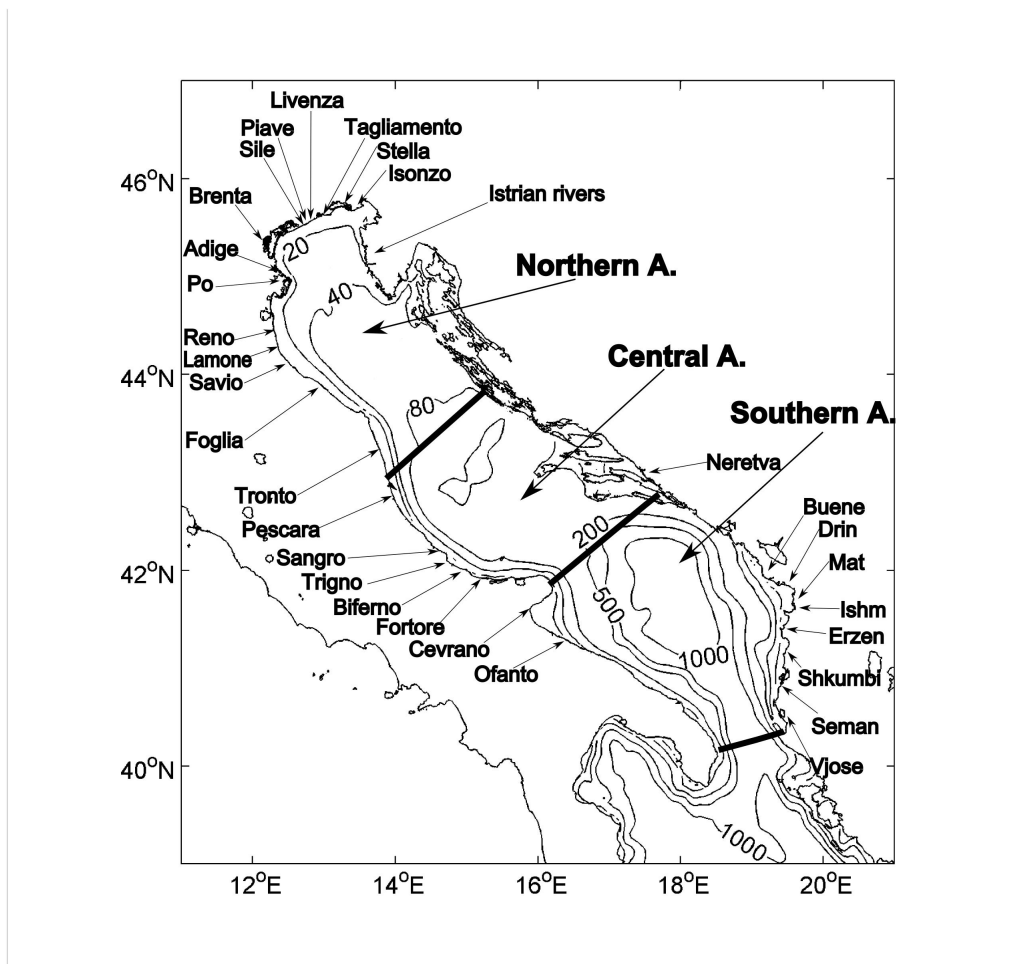 Livenza
Piave
Tagliamento
Sile
Stella
Isonzo
46°N
Brenta
Istrian rivers
Adige
20
Northern A.
Po
40
Reno
Lamone
Central A.
44°N
Savio
80
Southern A.
Foglia
Neretva
Tronto
Buene
Pescara
200
Drin
Sangro
Mat
42°N
Trigno
500
Biferno
Ishm
Fortore
Erzen
Cevrano
1000
Ofanto
Shkumbi
Seman
40°N
Vjose
1000
12°E
14°E
16°E
18°E
20°E